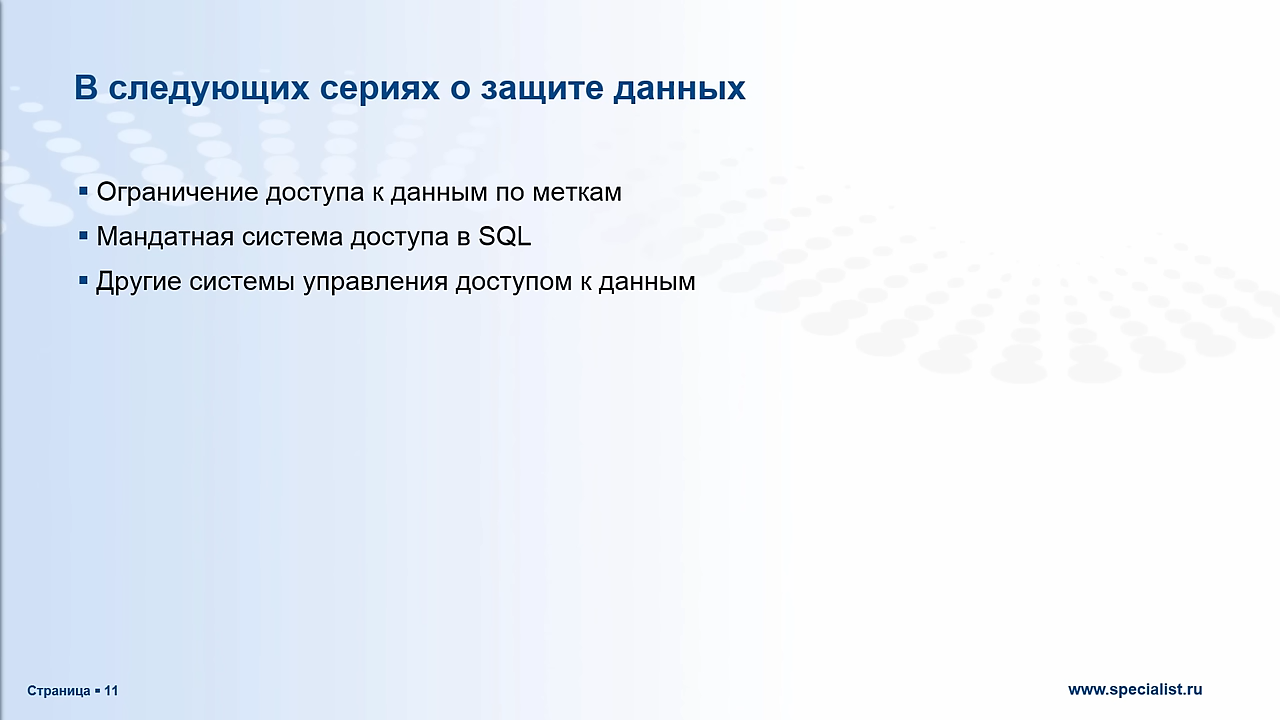 В следующих сериях о защите данных
▪ Ограничение доступа к данным по меткам
▪ Мандатная система доступа в SQL
▪ Другие системы управления доступом к данным
Страница ▪ 11
www.specialist.ru